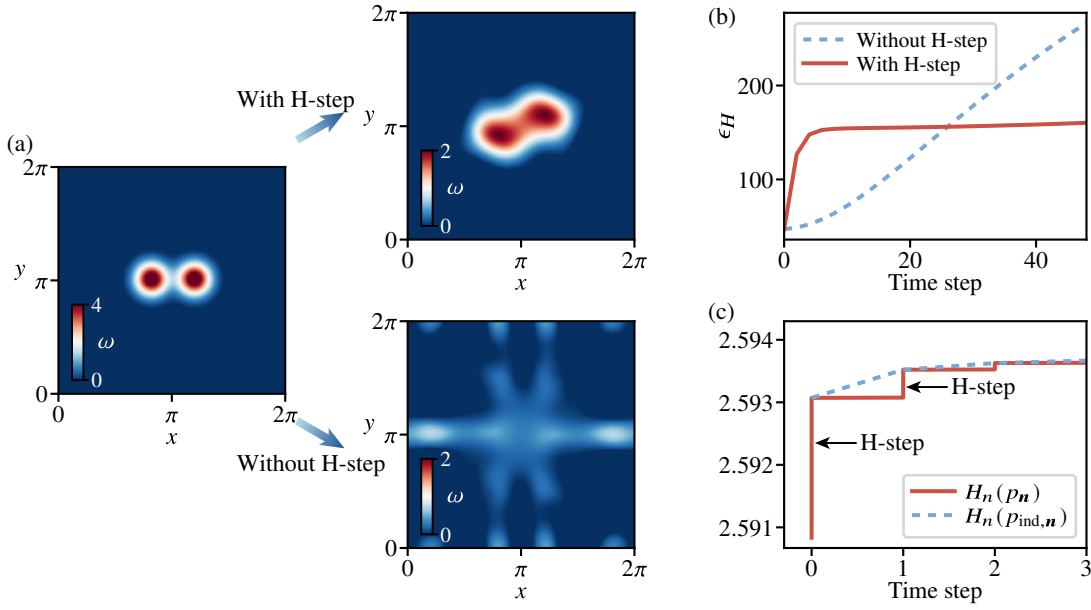 (a)
2π
y π
0
0 π 2π
x
4
ω
0
With H-step
2π
y π
0
0 π 2π
x
2
ω
0
Without H-step
2π
y π
0
0 π 2π
x
2
ω
0
(b)
ϵH
200
100
0 20 40
Time step
Without H-step
With H-step
(c)
2.594
2.593
2.592
2.591
0 1 2 3
Time step
H-step
H-step
Hn(pn)
Hn(pind,n)